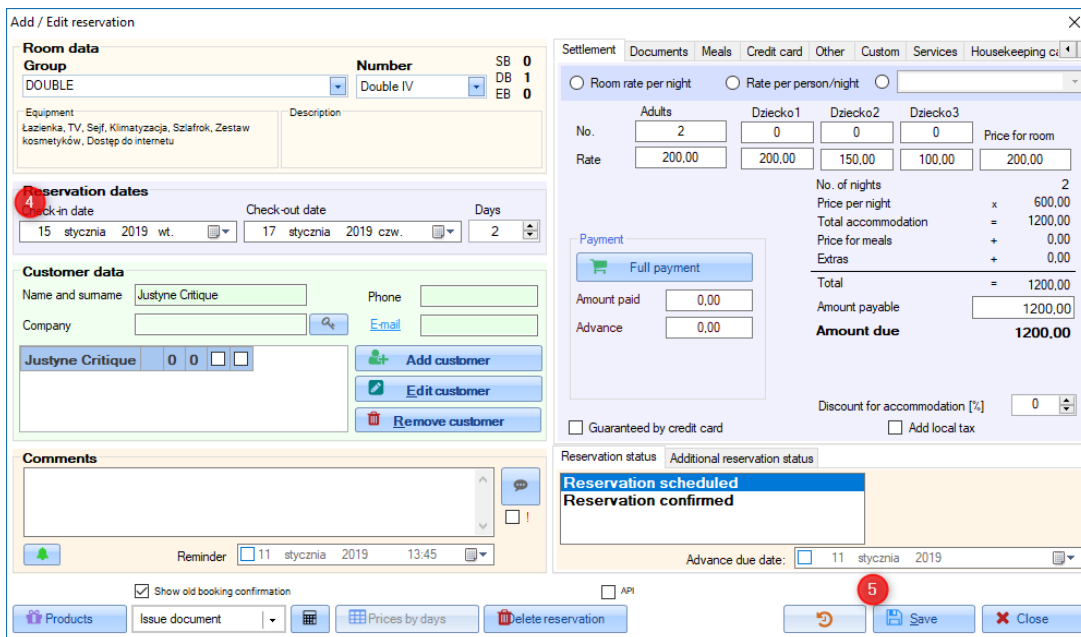 Add / Edit reservation
Room data
Group
Number
SB 0
DB 1
EB 0
DOUBLE
Double IV
Equipment
Łazienka, TV, Sejf, Klimatyzacja, Szlafrok, Zestaw
kosmetyków, Dostęp do internetu
Description
Reservation dates
4
Check-in date
Check-out date
Days
15 stycznia 2019 wt.
17 stycznia 2019 czw.
2
Customer data
Name and surname
Justyne Critique
Phone
Company
E-mail
Justyne Critique 0 0
Add customer
Edit customer
Remove customer
Comments
!
Reminder
11 stycznia 2019 13:45
Settlement Documents Meals Credit card Other Custom Services Housekeeping ca
Room rate per night
Rate per person/night
Adults Dziecko1 Dziecko2 Dziecko3
No. 2 0 0 0 Price for room
Rate 200,00 200,00 150,00 100,00 200,00
No. of nights 2
Price per night x 600,00
Total accommodation = 1200,00
Price for meals + 0,00
Extras + 0,00
Total = 1200,00
Amount payable 1200,00
Amount due 1200,00
Payment
Full payment
Amount paid 0,00
Advance 0,00
Discount for accommodation [%] 0
Guaranteed by credit card
Add local tax
Reservation status Additional reservation status
Reservation scheduled
Reservation confirmed
Advance due date: 11 stycznia 2019
Show old booking confirmation
API
5
Products
Issue document
Prices by days
Delete reservation
Save
Close